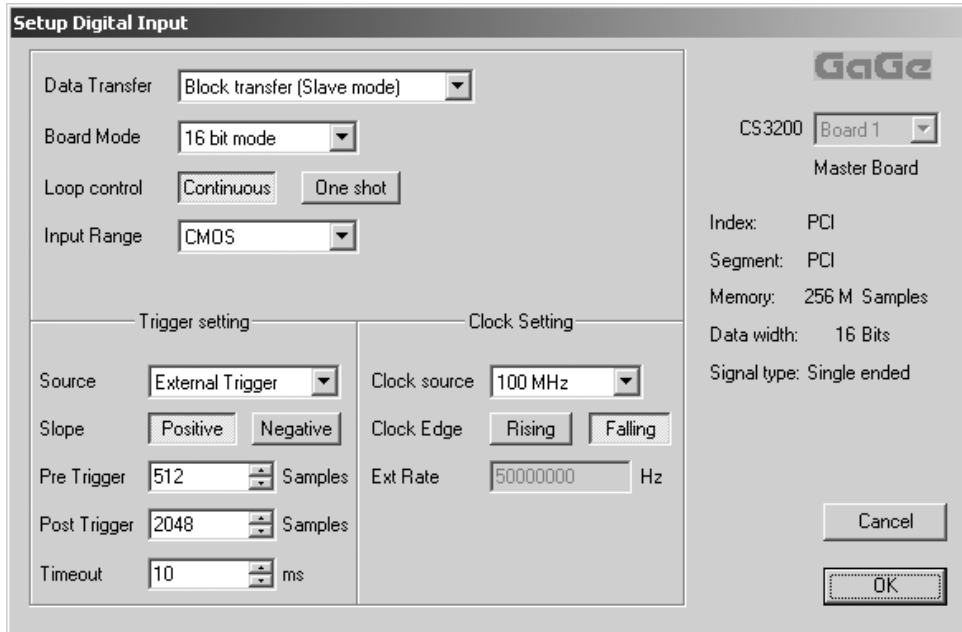 Setup Digital Input
GaGe
Data Transfer Block transfer (Slave mode)
Board Mode 16 bit mode
Loop control Continuous One shot
Input Range CMOS
CS3200 Board 1
Master Board
Index: PCI
Segment: PCI
Memory: 256 M Samples
Data width: 16 Bits
Signal type: Single ended
Trigger setting
Source External Trigger
Slope Positive Negative
Pre Trigger 512 Samples
Post Trigger 2048 Samples
Timeout 10 ms
Clock Setting
Clock source 100 MHz
Clock Edge Rising Falling
Ext Rate 50000000 Hz
Cancel
OK